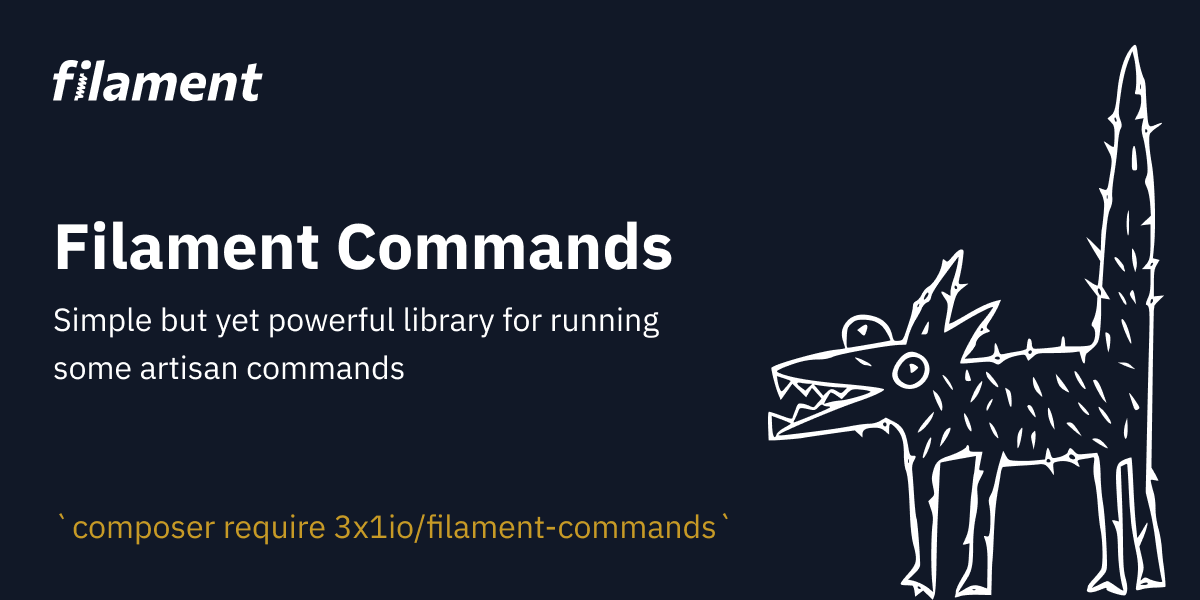 filament
Filament Commands
Simple but yet powerful library for running
some artisan commands
`composer require 3x1io/filament-commands`